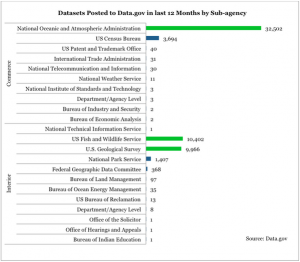 Datasets Posted to Data.gov in last 12 Months by Sub-agency
Commerce
National Oceanic and Atmospheric Administration 32,502
US Census Bureau 3,694
US Patent and Trademark Office 40
International Trade Administration 31
National Telecommunication and Information 30
National Weather Service 11
National Institute of Standards and Technology 3
Department/Agency Level 3
Bureau of Industry and Security 2
Bureau of Economic Analysis 2
National Technical Information Service 1
Interior
US Fish and Wildlife Service 10,402
U.S. Geological Survey 9,966
National Park Service 1,407
Federal Geographic Data Committee 368
Bureau of Land Management 97
Bureau of Ocean Energy Management 35
US Bureau of Reclamation 13
Department/Agency Level 8
Office of the Solicitor 1
Office of Hearings and Appeals 1
Bureau of Indian Education 1
Source: Data.gov